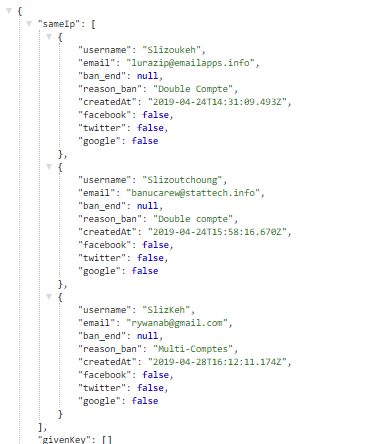 {
"sameIp": [
{
"username": "Slizoukeh",
"email": "lurazip@emailapps.info",
"ban_end": null,
"reason_ban": "Double Compte",
"createdAt": "2019-04-24T14:31:09.493Z",
"facebook": false,
"twitter": false,
"google": false
},
{
"username": "Slizoutchoung",
"email": "banucarew@stattech.info",
"ban_end": null,
"reason_ban": "Double compte",
"createdAt": "2019-04-24T15:58:16.670Z",
"facebook": false,
"twitter": false,
"google": false
},
{
"username": "SlizKeh",
"email": "rywanab@gmail.com",
"ban_end": null,
"reason_ban": "Multi-Comptes",
"createdAt": "2019-04-28T16:12:11.174Z",
"facebook": false,
"twitter": false,
"google": false
}
],
"givenKey": []